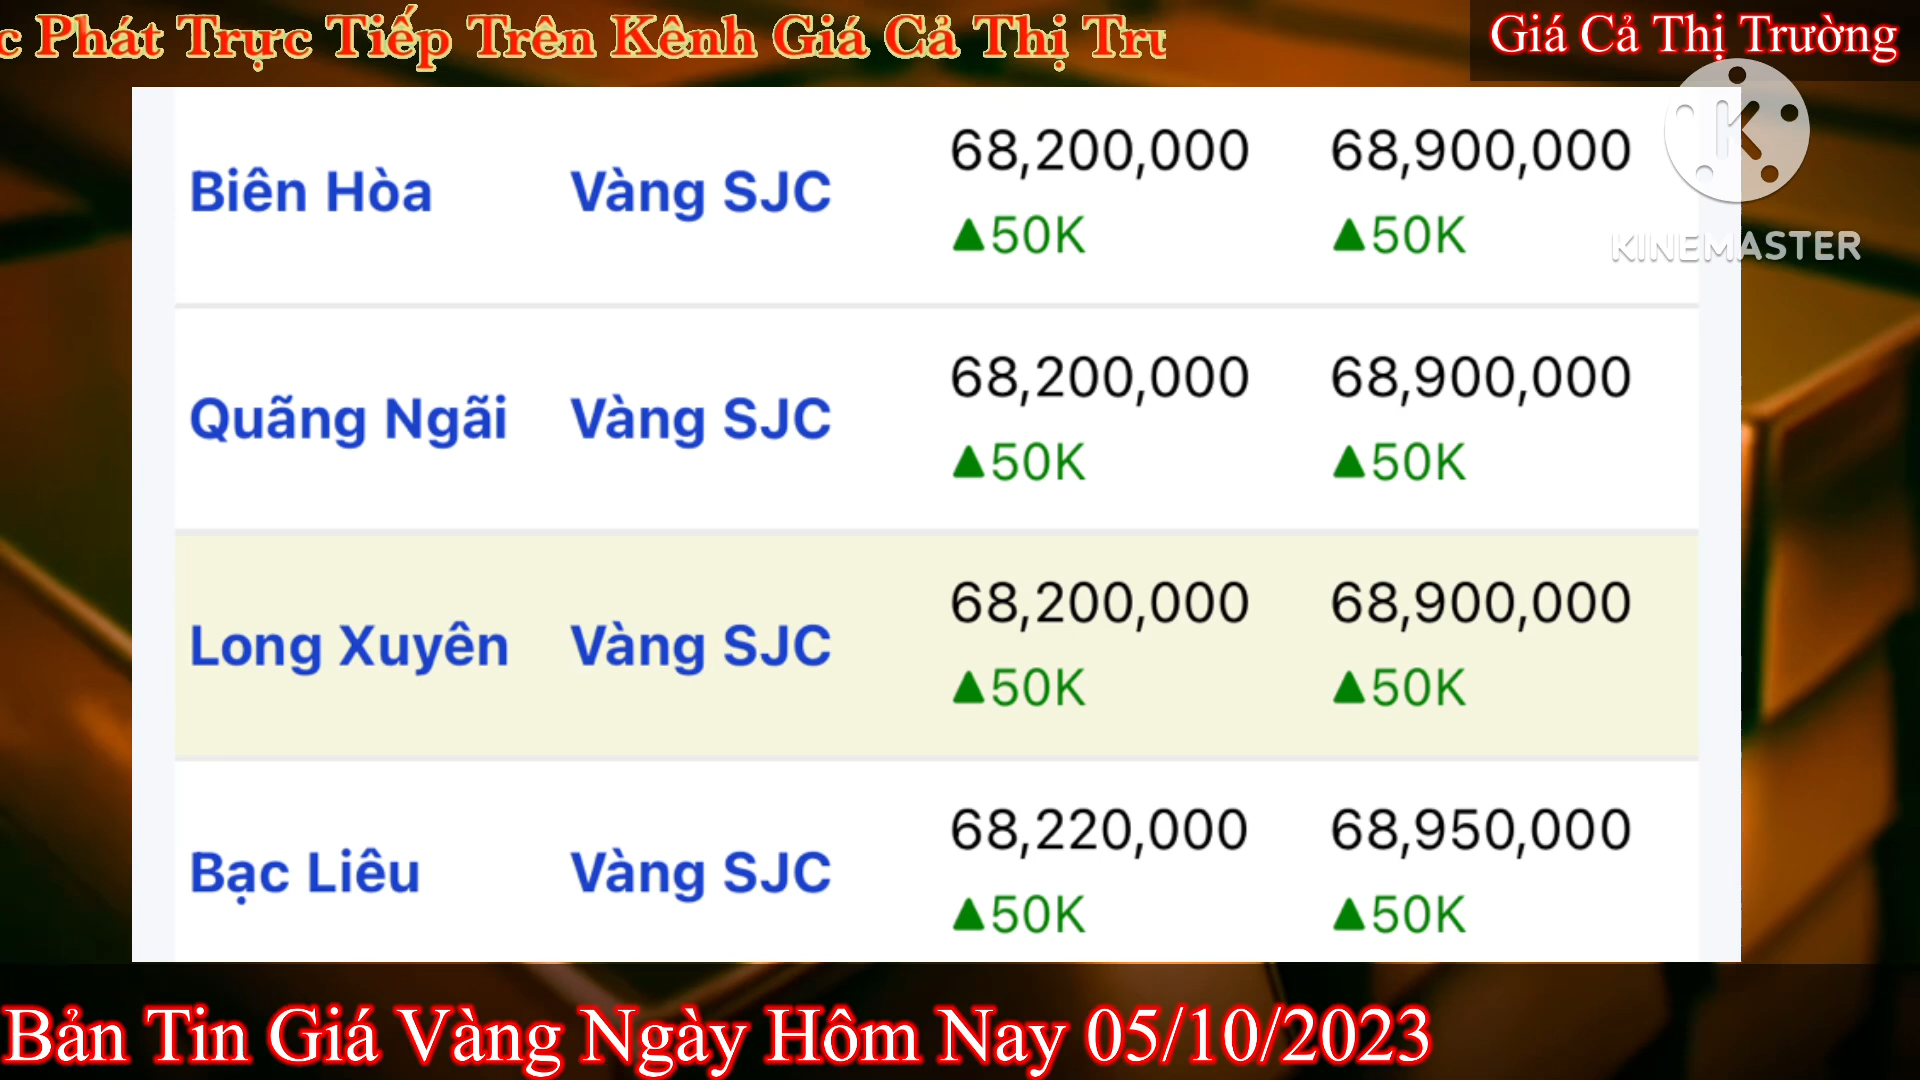 c Phát Trực Tiếp Trên Kênh Giá Cả Thị Trư
Giá Cả Thị Trường
KINEMASTER
Biên Hòa Vàng SJC 68,200,000 68,900,000
▲50K ▲50K
Quãng Ngãi Vàng SJC 68,200,000 68,900,000
▲50K ▲50K
Long Xuyên Vàng SJC 68,200,000 68,900,000
▲50K ▲50K
Bạc Liêu Vàng SJC 68,220,000 68,950,000
▲50K ▲50K
Bản Tin Giá Vàng Ngày Hôm Nay 05/10/2023